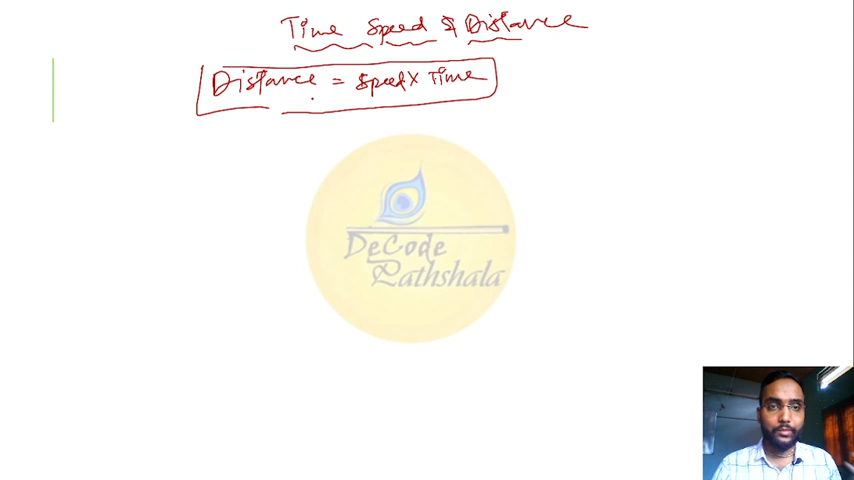 Time Speed & Distance
Distance = Speed × Time
DeCode
Pathshala